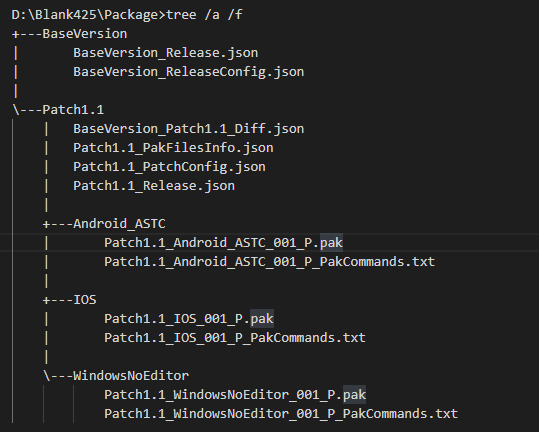 D:\Blank425\Package>tree /a /f
+---BaseVersion
|       BaseVersion_Release.json
|       BaseVersion_ReleaseConfig.json
|
\---Patch1.1
    |   BaseVersion_Patch1.1_Diff.json
    |   Patch1.1_PakFilesInfo.json
    |   Patch1.1_PatchConfig.json
    |   Patch1.1_Release.json
    |
    +---Android_ASTC
    |       Patch1.1_Android_ASTC_001_P.pak
    |       Patch1.1_Android_ASTC_001_P_PakCommands.txt
    |
    +---IOS
    |       Patch1.1_IOS_001_P.pak
    |       Patch1.1_IOS_001_P_PakCommands.txt
    |
    \---WindowsNoEditor
            Patch1.1_WindowsNoEditor_001_P.pak
            Patch1.1_WindowsNoEditor_001_P_PakCommands.txt